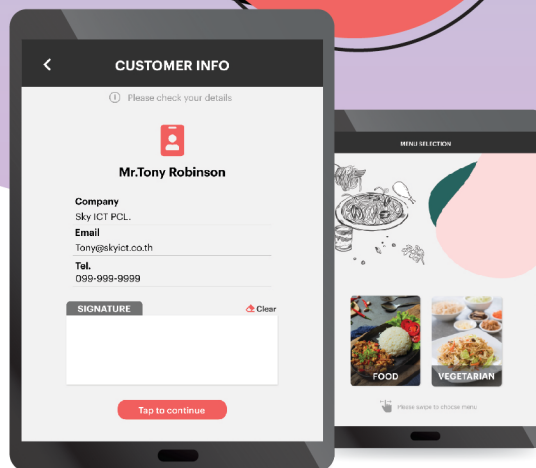 CUSTOMER INFO
Please check your details
Mr.Tony Robinson
Company
Sky ICT PCL.
Email
Tony@skyict.co.th
Tel.
099-999-9999
SIGNATURE
Clear
Tap to continue
MENU SELECTION
FOOD
VEGETARIAN
Please swipe to choose menu